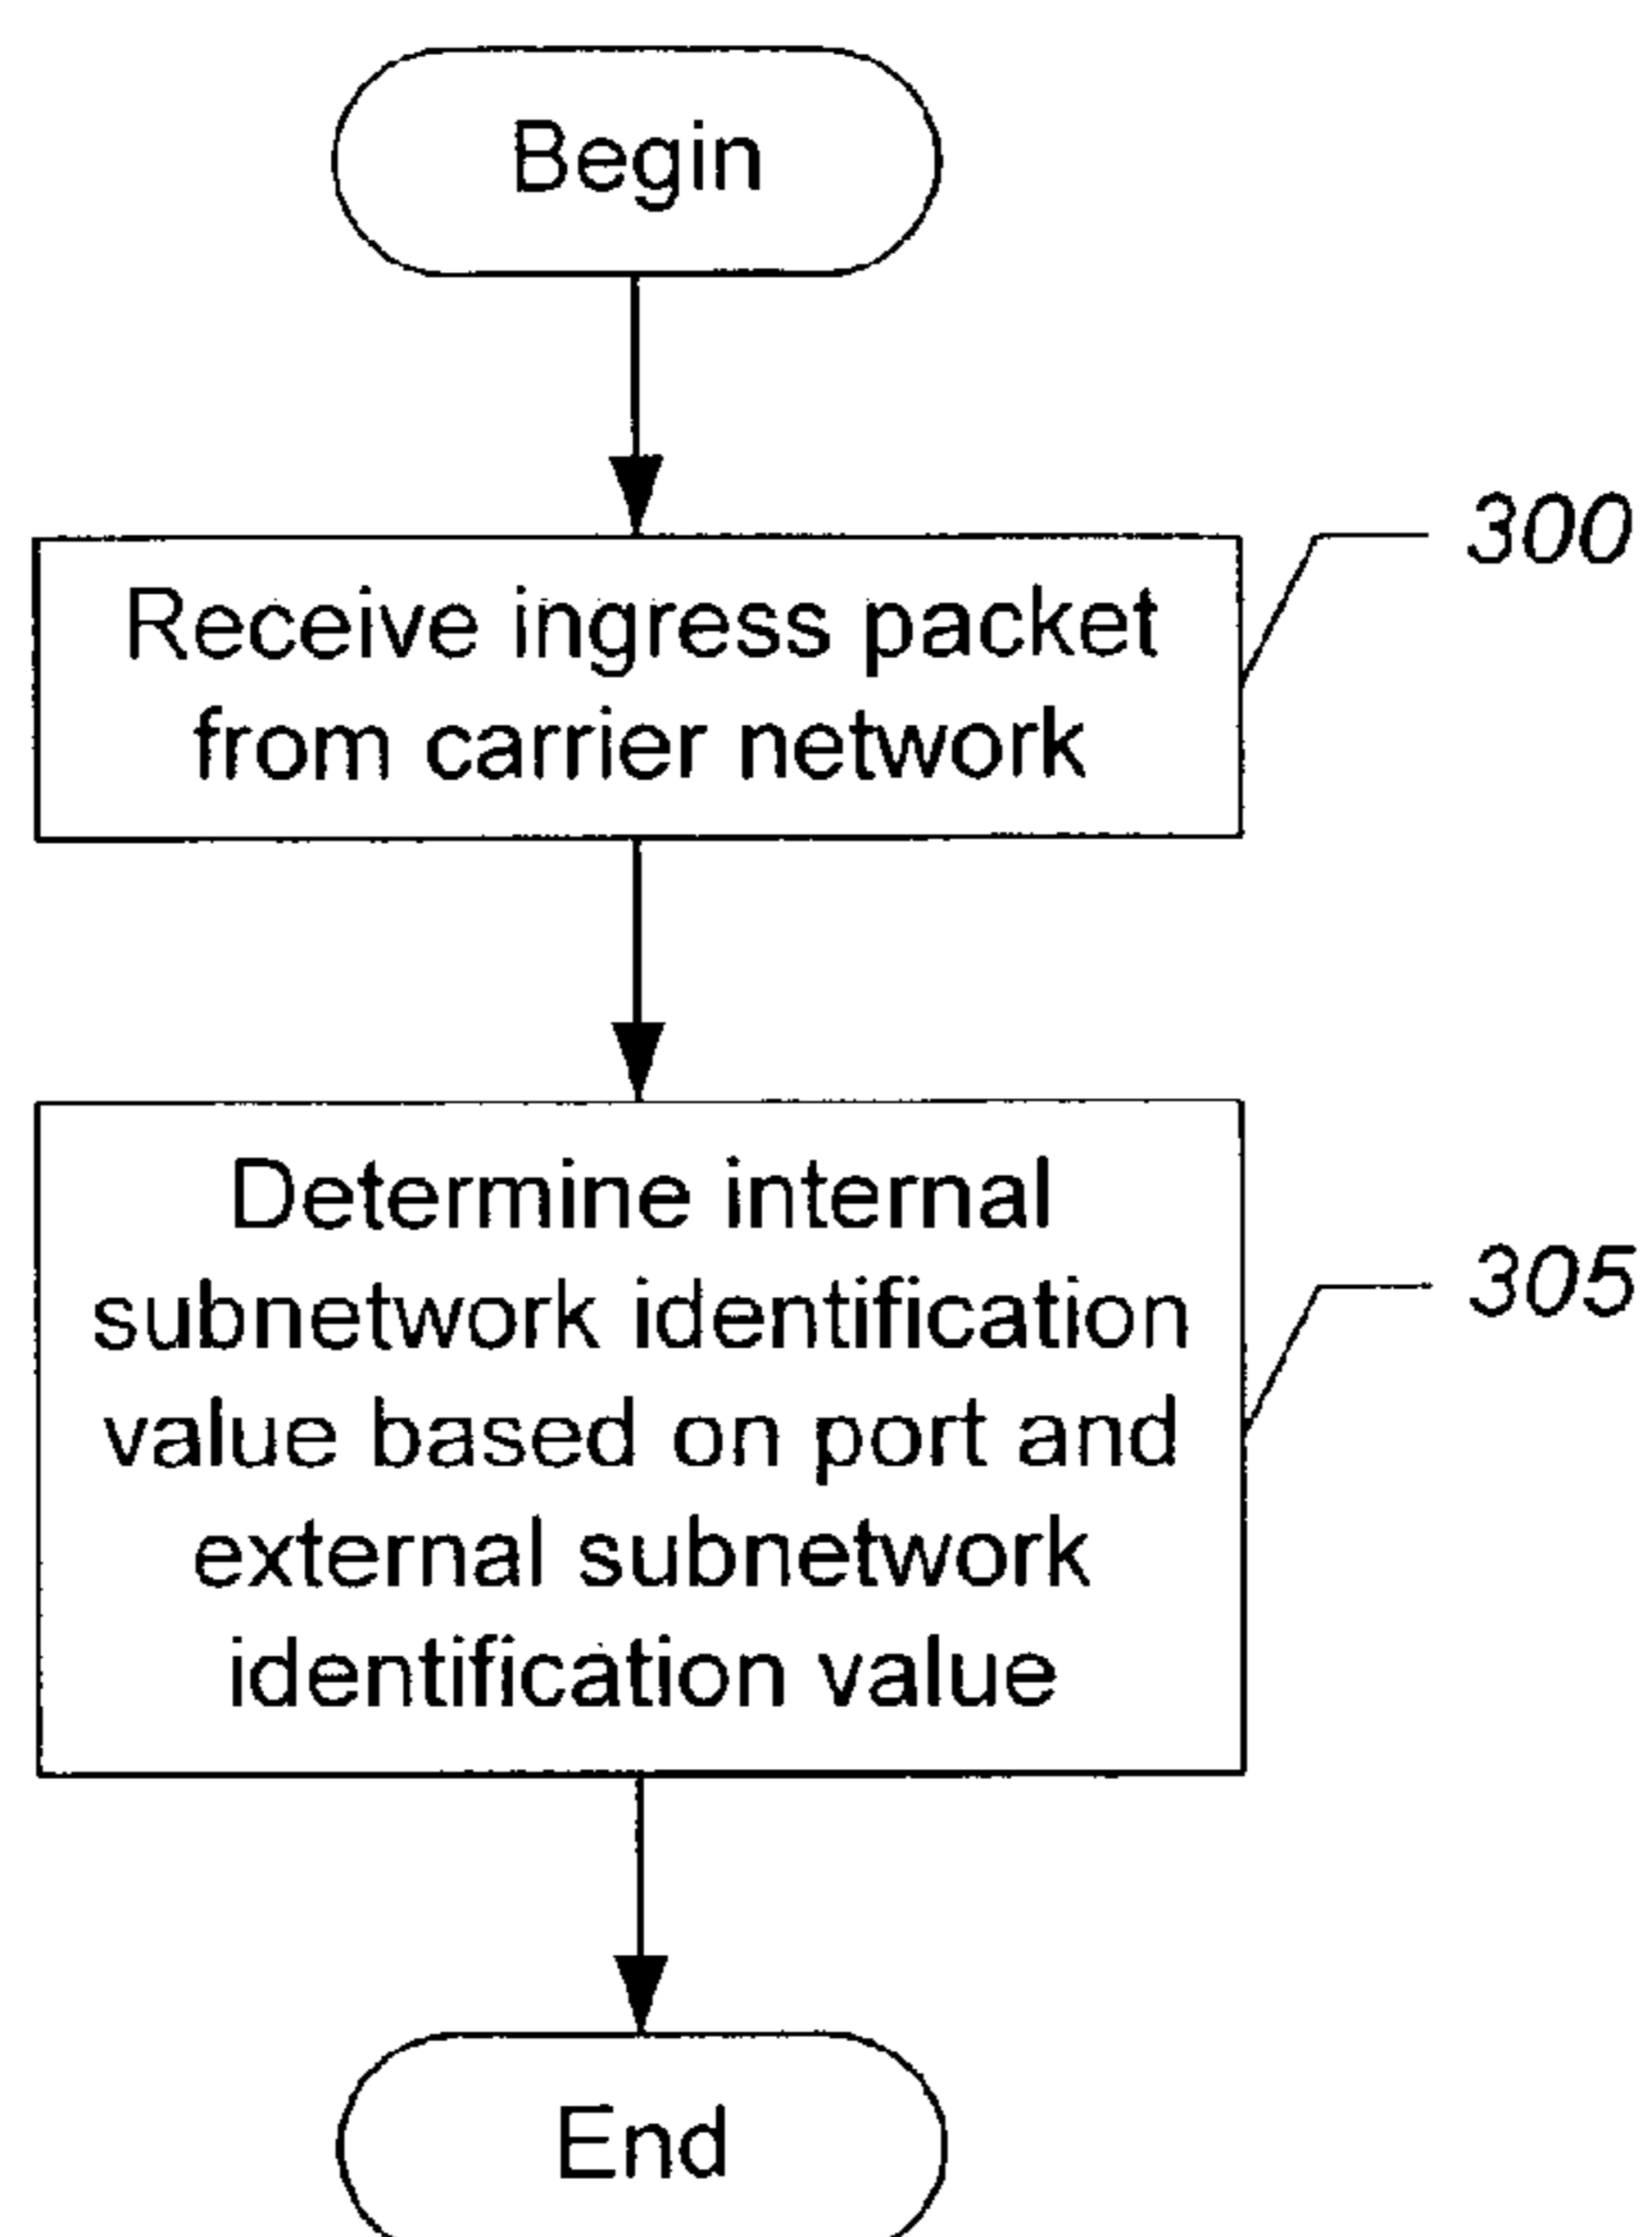 Begin
300
Receive ingress packet
from carrier network
305
Determine internal
subnetwork identification
value based on port and
external subnetwork
identification value
End